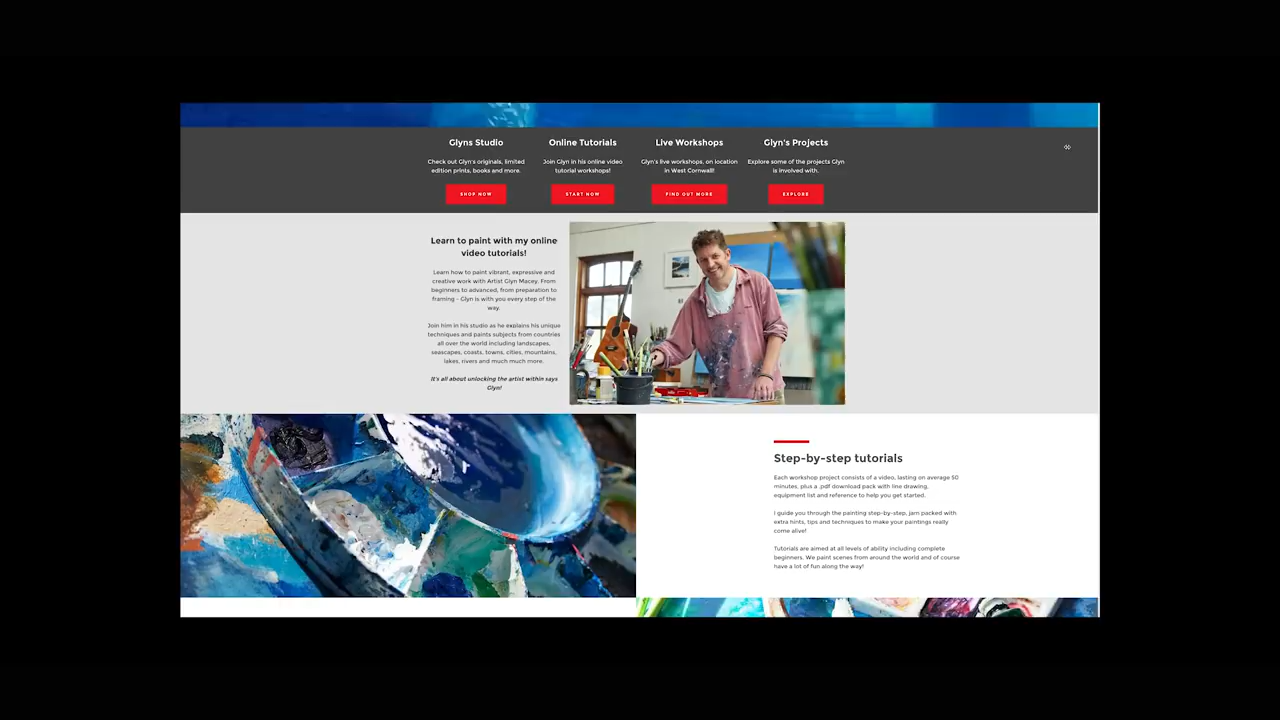 Glyns Studio
Check out Glyn's originals, limited
edition prints, books and more.
SHOP NOW
Online Tutorials
Join Glyn in his online video
tutorial workshops!
START NOW
Live Workshops
Glyn's live workshops, on location
in West Cornwall!
FIND OUT MORE
Glyn's Projects
Explore some of the projects Glyn
is involved with.
EXPLORE
Learn to paint with my online
video tutorials!
Learn how to paint vibrant, expressive and
creative work with Artist Glyn Macey. From
beginners to advanced, from preparation to
framing - Glyn is with you every step of the
way.
Join him in his studio as he explains his unique
techniques and paints subjects from countries
all over the world including landscapes,
seascapes, coasts, towns, cities, mountains,
lakes, rivers and much much more.
It's all about unlocking the artist within says
Glyn!
Step-by-step tutorials
Each workshop project consists of a video, lasting on average 50
minutes, plus a .pdf download pack with line drawing,
equipment list and reference to help you get started.
I guide you through the painting step-by-step, jam packed with
extra hints, tips and techniques to make your paintings really
come alive!
Tutorials are aimed at all levels of ability including complete
beginners. We paint scenes from around the world and of course
have a lot of fun along the way!